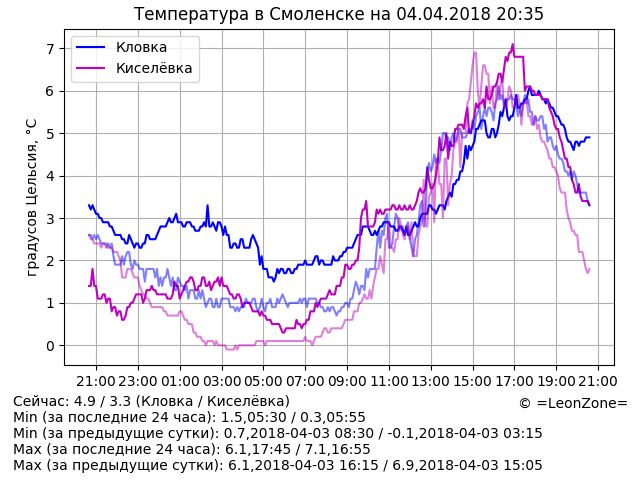 Температура в Смоленске на 04.04.2018 20:35
Кловка
Киселёвка
градусов Цельсия, °C
7
6
5
4
3
2
1
0
21:00 23:00 01:00 03:00 05:00 07:00 09:00 11:00 13:00 15:00 17:00 19:00 21:00
Сейчас: 4.9 / 3.3 (Кловка / Киселёвка)
© =LeonZone=
Min (за последние 24 часа): 1.5,05:30 / 0.3,05:55
Min (за предыдущие сутки): 0.7,2018-04-03 08:30 / -0.1,2018-04-03 03:15
Max (за последние 24 часа): 6.1,17:45 / 7.1,16:55
Max (за предыдущие сутки): 6.1,2018-04-03 16:15 / 6.9,2018-04-03 15:05